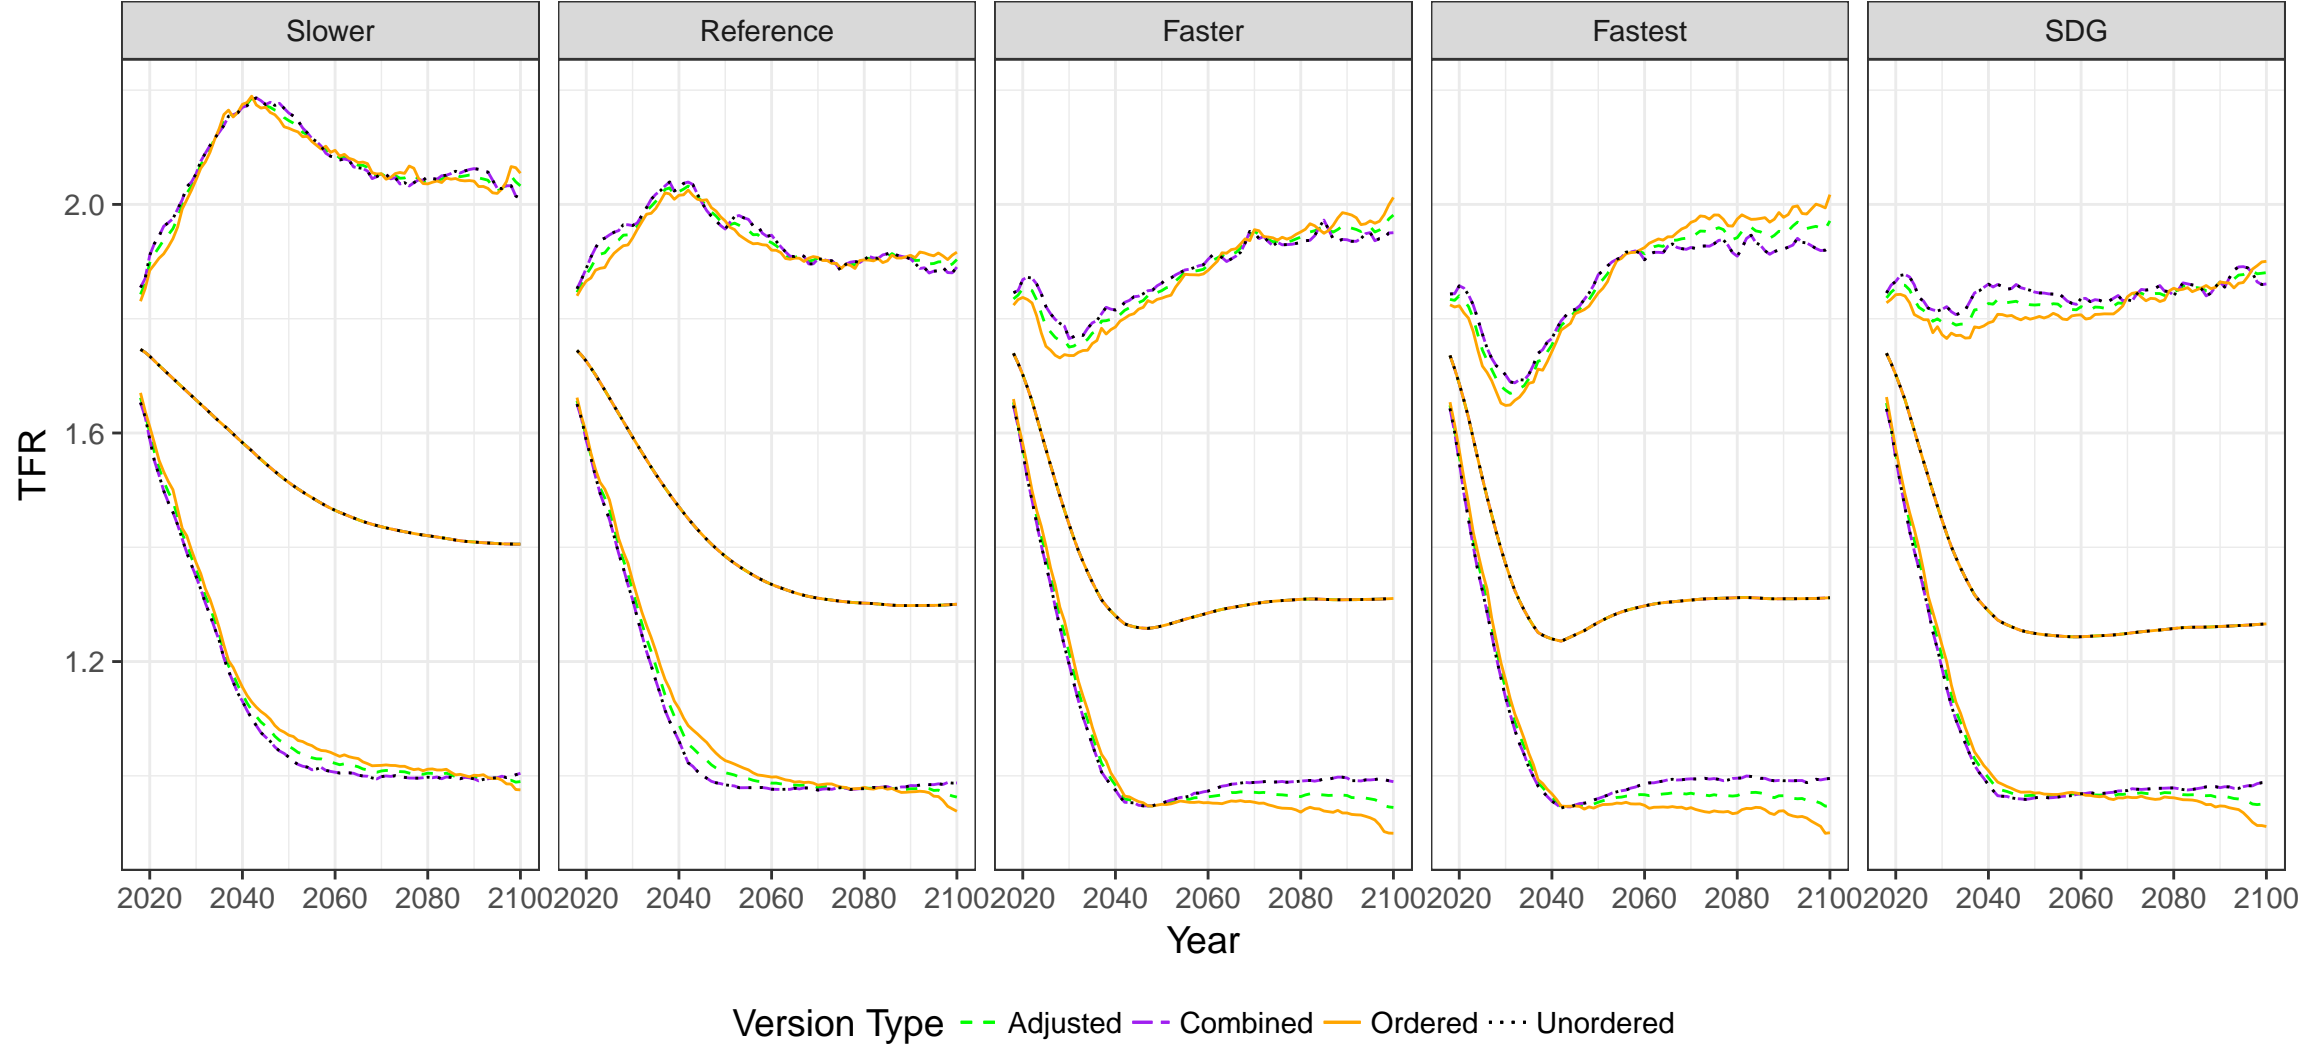 Slower Reference Faster Fastest SDG
2.0
1.6
1.2
TFR
2020 2040 2060 2080 2100 2020 2040 2060 2080 2100 2020 2040 2060 2080 2100 2020 2040 2060 2080 2100 2020 2040 2060 2080 2100
Year
Version Type Adjusted Combined Ordered Unordered